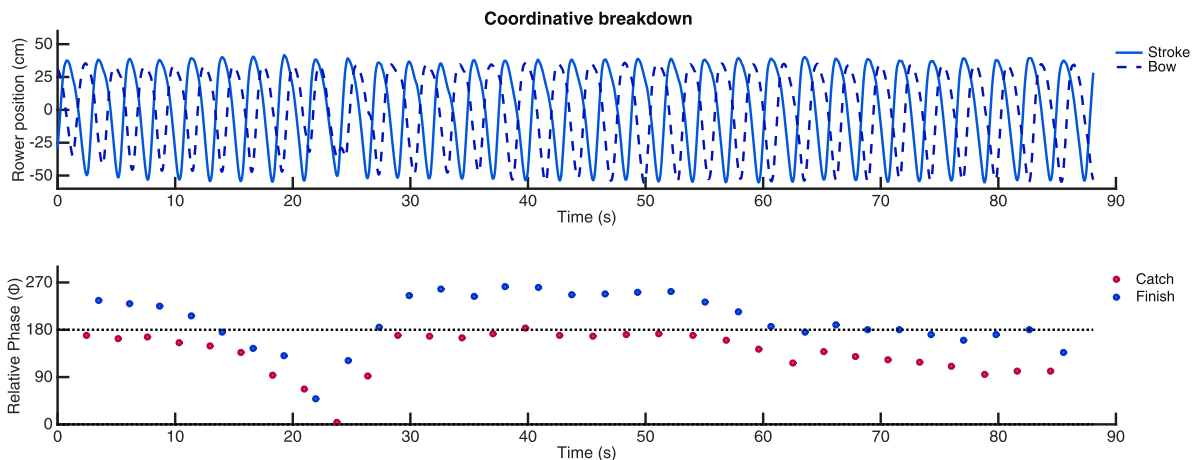 Coordinative breakdown
Rower position (cm)
50
25
0
-25
-50
0 10 20 30 40 50 60 70 80 90
Time (s)
Stroke
Bow
Relative Phase (Φ)
270
180
90
0
0 10 20 30 40 50 60 70 80 90
Time (s)
Catch
Finish